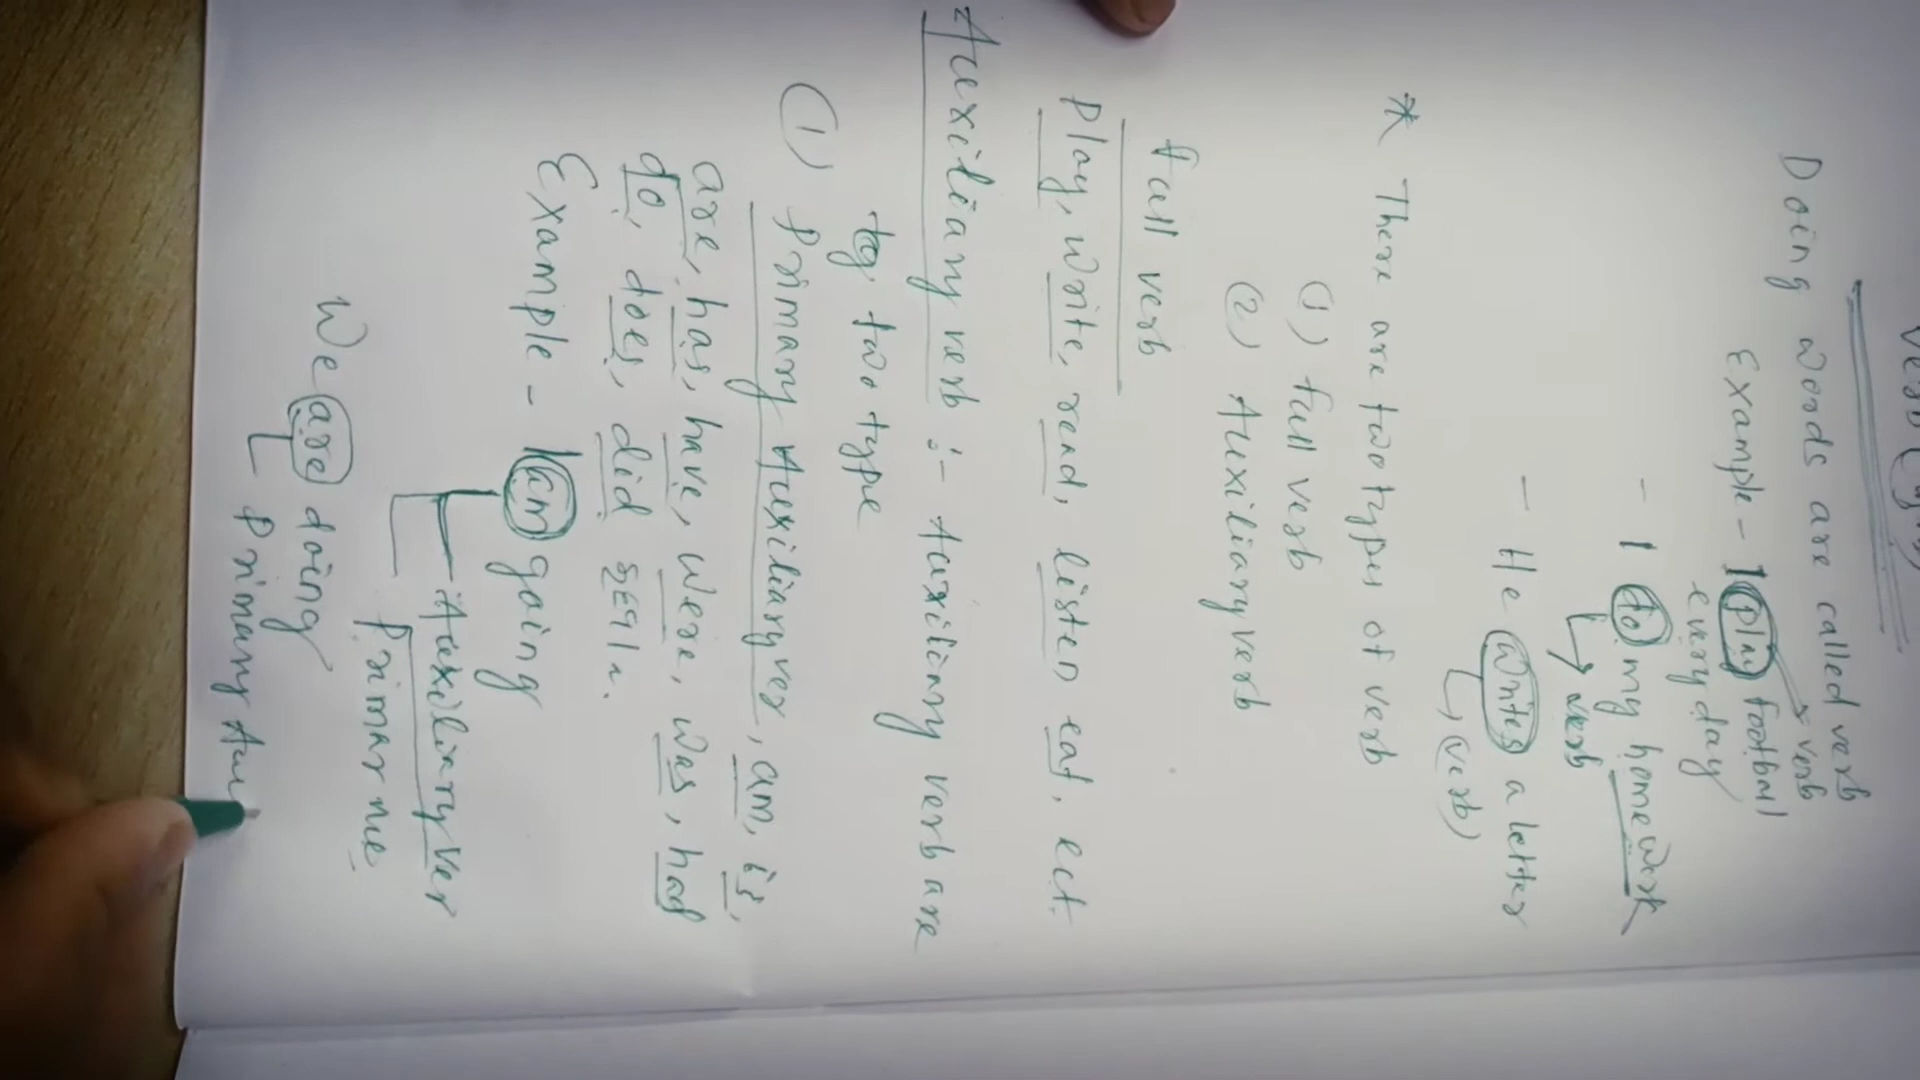 Verb
Doing words are called verb
Example - I play football
verb
every day
- I do my homework
verb
- He writes a letter
(verb)
* There are two types of verb
(1) full verb
(2) Auxiliary verb
full verb
Play, write, read, listen, eat, ect.
Auxiliary verb :- Auxiliary verb are
two type
(1) Primary Auxiliary ver, am, is,
are, has, have, were, was, had
do, does, did
Example - I am going
Auxiliary ver
Primar
We are doing
Primary Au